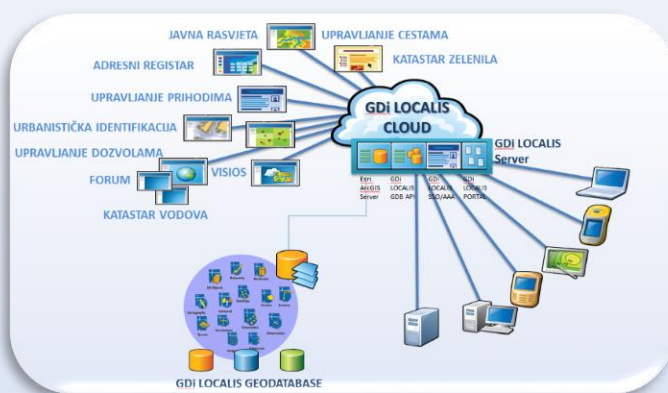 JAVNA RASVJETA
UPRAVLJANJE CESTAMA
ADRESNI REGISTAR
KATASTAR ZELENILA
UPRAVLJANJE PRIHODIMA
GDi LOCALIS
CLOUD
URBANISTIČKA IDENTIFIKACIJA
GDi LOCALIS
Server
UPRAVLJANJE DOZVOLAMA
FORUM
VISIOS
KATASTAR VODOVA
Esri
ArcGIS
Server
GDi
LOCALIS
GDB API
GDi
LOCALIS
SSO/AAA
GDi
LOCALIS
PORTAL
GDi LOCALIS GEODATABASE